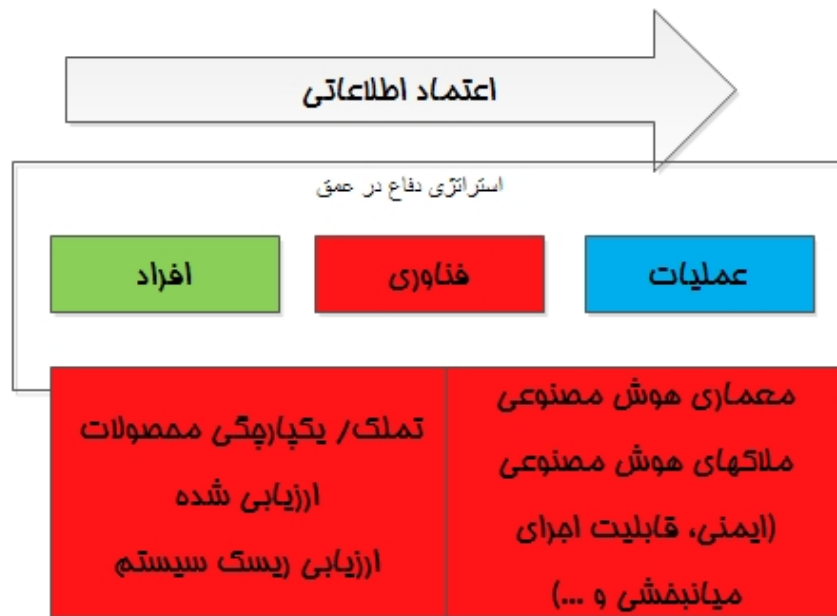 اعتماد اطلاعاتی
استراتژی دفاع در عمق
عملیات
فناوری
افراد
معماری هوش مصنوعی
ملاکهای هوش مصنوعی
(ایمنی، قابلیت اجرای
میانبخشی و ...)
تملک/ یکپارچگی محصولات
ارزیابی شده
ارزیابی ریسک سیستم